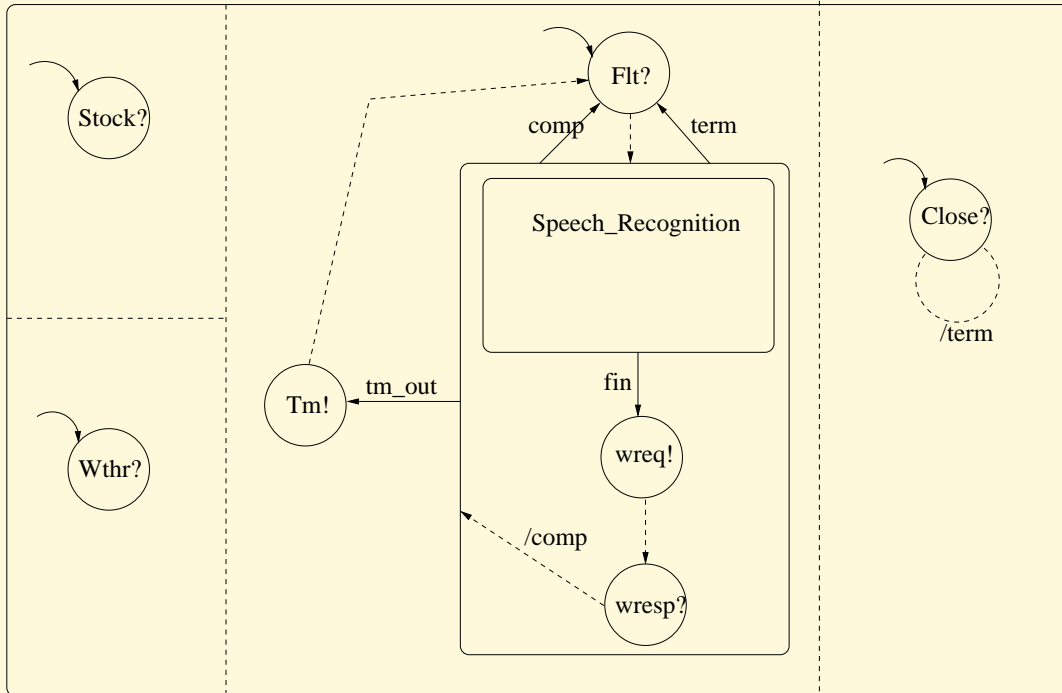 Flt?
Stock?
comp
term
Close?
Speech_Recognition
/term
fin
tm_out
Tm!
wreq!
Wthr?
/comp
wresp?